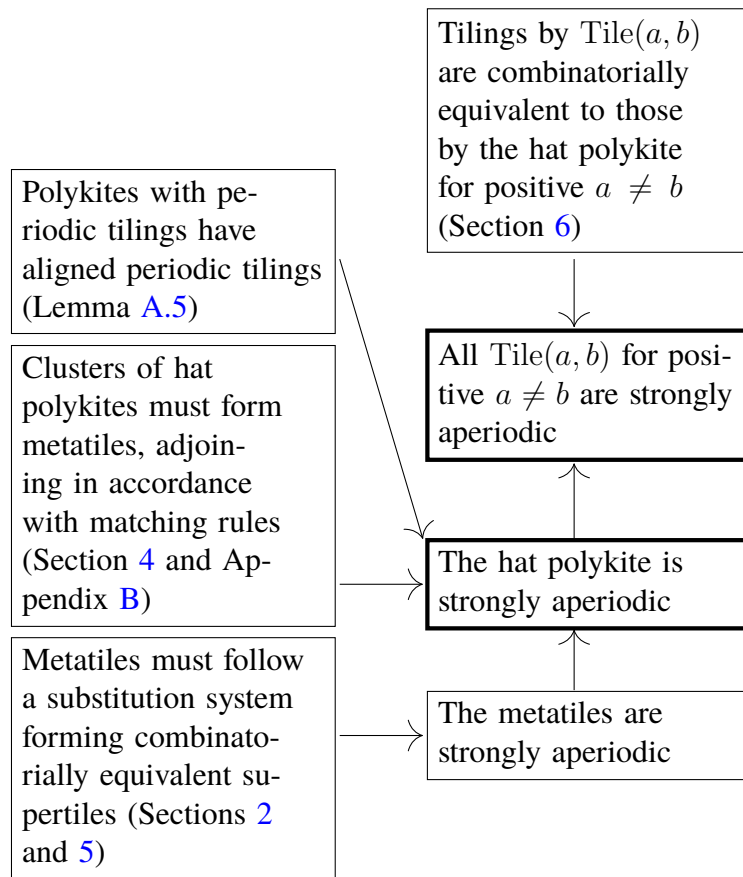 Tilings by Tile(a, b)
are combinatorially
equivalent to those
by the hat polykite
for positive a ≠ b
(Section 6)
Polykites with pe-
riodic tilings have
aligned periodic tilings
(Lemma A.5)
All Tile(a, b) for posi-
tive a ≠ b are strongly
aperiodic
Clusters of hat
polykites must form
metatiles, adjoin-
ing in accordance
with matching rules
(Section 4 and Ap-
pendix B)
The hat polykite is
strongly aperiodic
Metatiles must follow
a substitution system
forming combinato-
rially equivalent su-
pertiles (Sections 2
and 5)
The metatiles are
strongly aperiodic